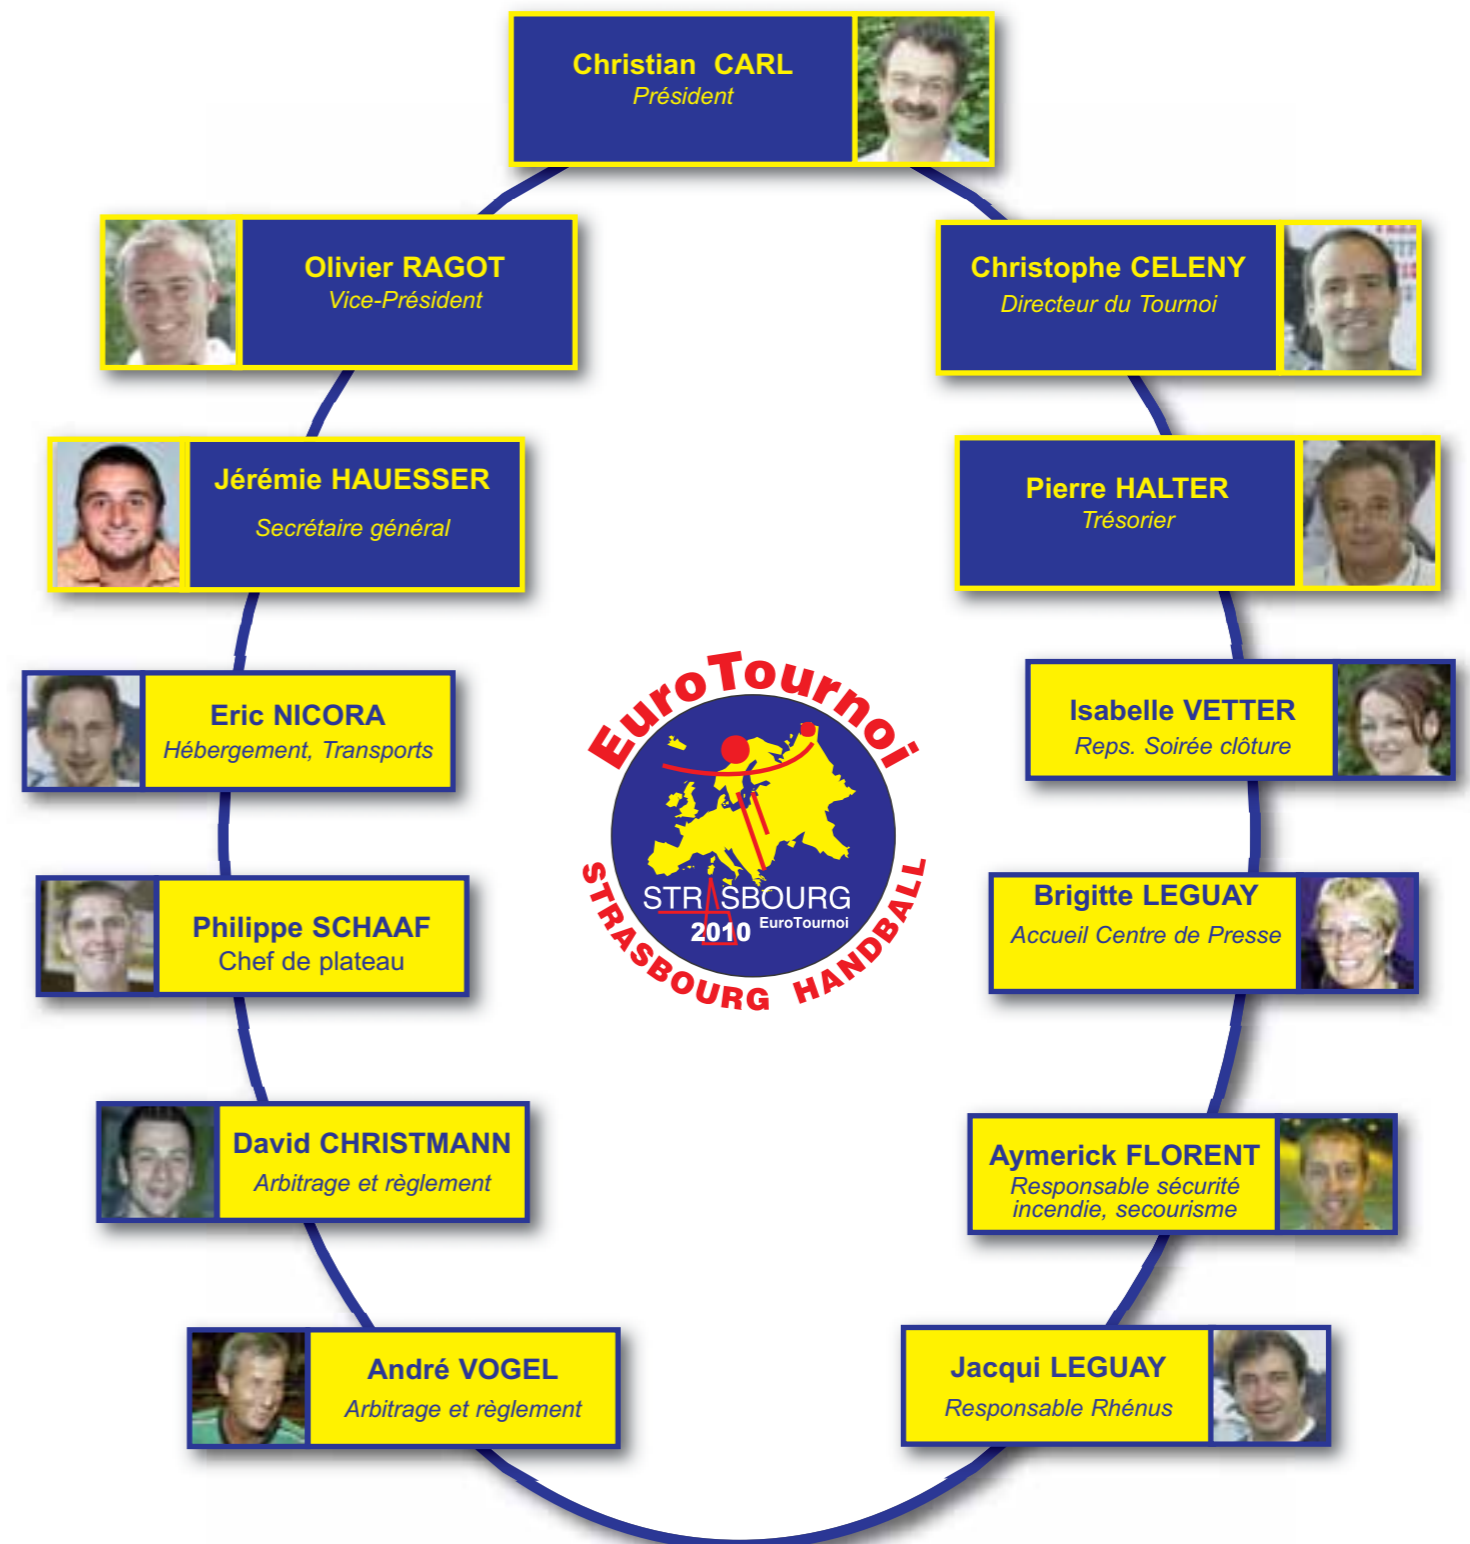 Christian CARL
Président
Olivier RAGOT
Vice-Président
Christophe CELENY
Directeur du Tournoi
Jérémie HAUESSER
Secrétaire général
Pierre HALTER
Trésorier
Eric NICORA
Hébergement, Transports
Isabelle VETTER
Reps. Soirée clôture
EuroTournoi
STRASBOURG
2010 EuroTournoi
STRASBOURG HANDBALL
Philippe SCHAAF
Chef de plateau
Brigitte LEGUAY
Accueil Centre de Presse
David CHRISTMANN
Arbitrage et règlement
Aymerick FLORENT
Responsable sécurité
incendie, secourisme
André VOGEL
Arbitrage et règlement
Jacqui LEGUAY
Responsable Rhénus